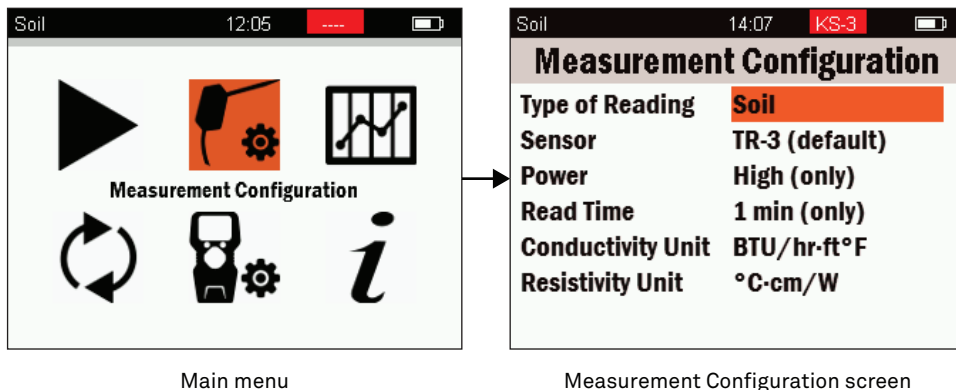 Soil 12:05 ----
Measurement Configuration
Main menu
Soil 14:07 KS-3
Measurement Configuration
Type of Reading Soil
Sensor TR-3 (default)
Power High (only)
Read Time 1 min (only)
Conductivity Unit BTU/hr·ft°F
Resistivity Unit °C·cm/W
Measurement Configuration screen